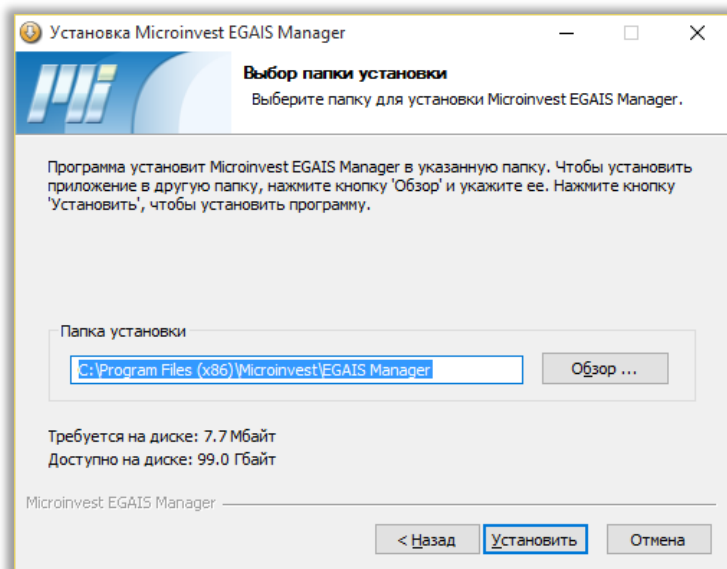 Установка Microinvest EGAIS Manager
Выбор папки установки
Выберите папку для установки Microinvest EGAIS Manager.
Программа установит Microinvest EGAIS Manager в указанную папку. Чтобы установить
приложение в другую папку, нажмите кнопку 'Обзор' и укажите ее. Нажмите кнопку
'Установить', чтобы установить программу.
Папка установки
C:\Program Files (x86)\Microinvest\EGAIS Manager
Обзор ...
Требуется на диске: 7.7 Мбайт
Доступно на диске: 99.0 Гбайт
Microinvest EGAIS Manager
< Назад Установить Отмена